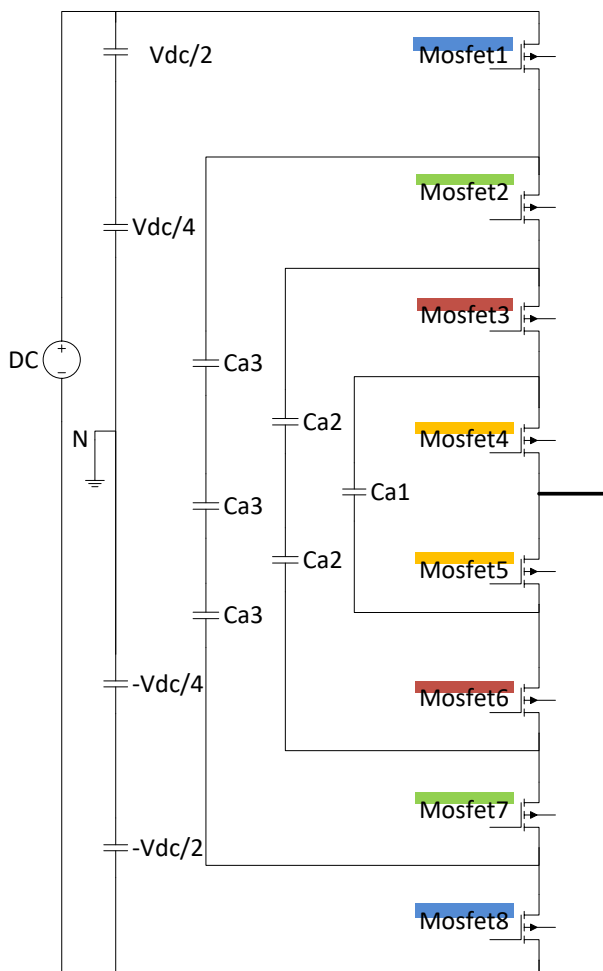 Vdc/2
Mosfet1
Mosfet2
Vdc/4
Mosfet3
+
DC
−
Ca3
Ca2
N
Mosfet4
Ca1
Ca3
Ca2
Mosfet5
Ca3
-Vdc/4
Mosfet6
Mosfet7
-Vdc/2
Mosfet8